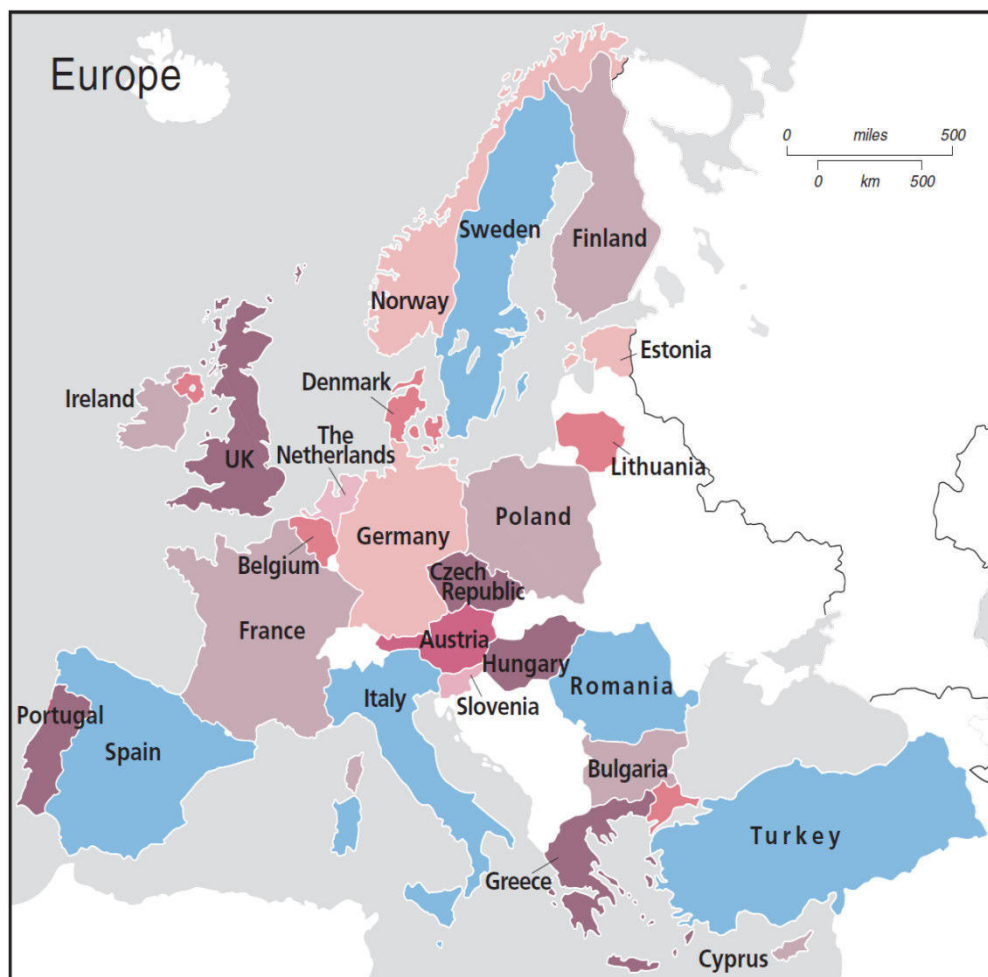 Europe
0 miles 500
0 km 500
Sweden
Finland
Norway
Estonia
Denmark
Ireland
The
Netherlands
UK
Lithuania
Poland
Germany
Belgium
Czech
Republic
France
Austria
Hungary
Slovenia
Romania
Italy
Portugal
Spain
Bulgaria
Turkey
Greece
Cyprus